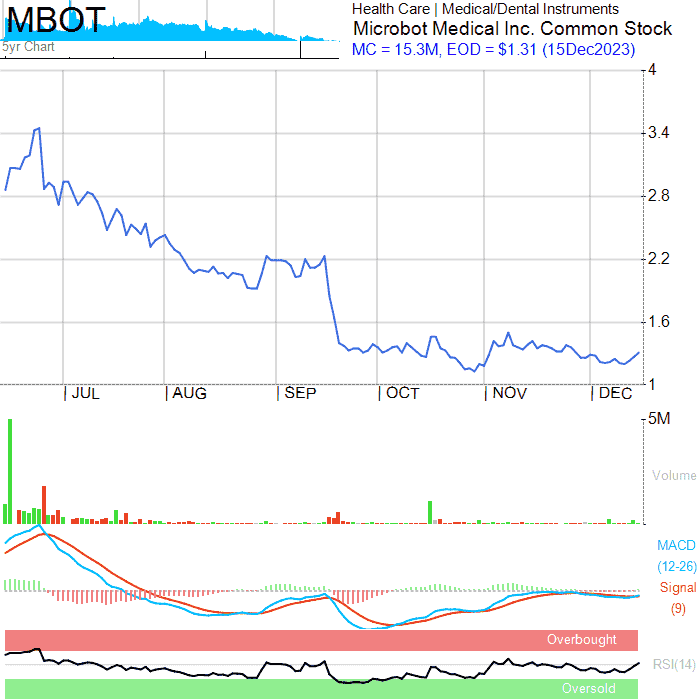 MBOT
5yr Chart
Health Care | Medical/Dental Instruments
Microbot Medical Inc. Common Stock
MC = 15.3M, EOD = $1.31 (15Dec2023)
4
3.4
2.8
2.2
1.6
1
JUL AUG SEP OCT NOV DEC
5M
Volume
MACD
(12-26)
Signal
(9)
Overbought
RSI(14)
Oversold